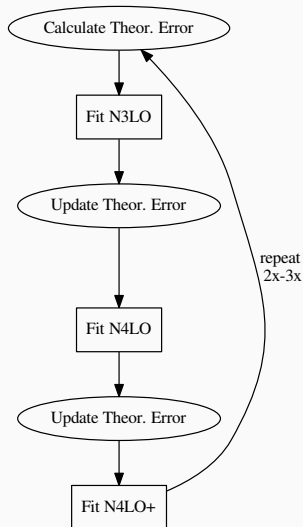 Calculate Theor. Error
Fit N3LO
Update Theor. Error
repeat
2x-3x
Fit N4LO
Update Theor. Error
Fit N4LO+